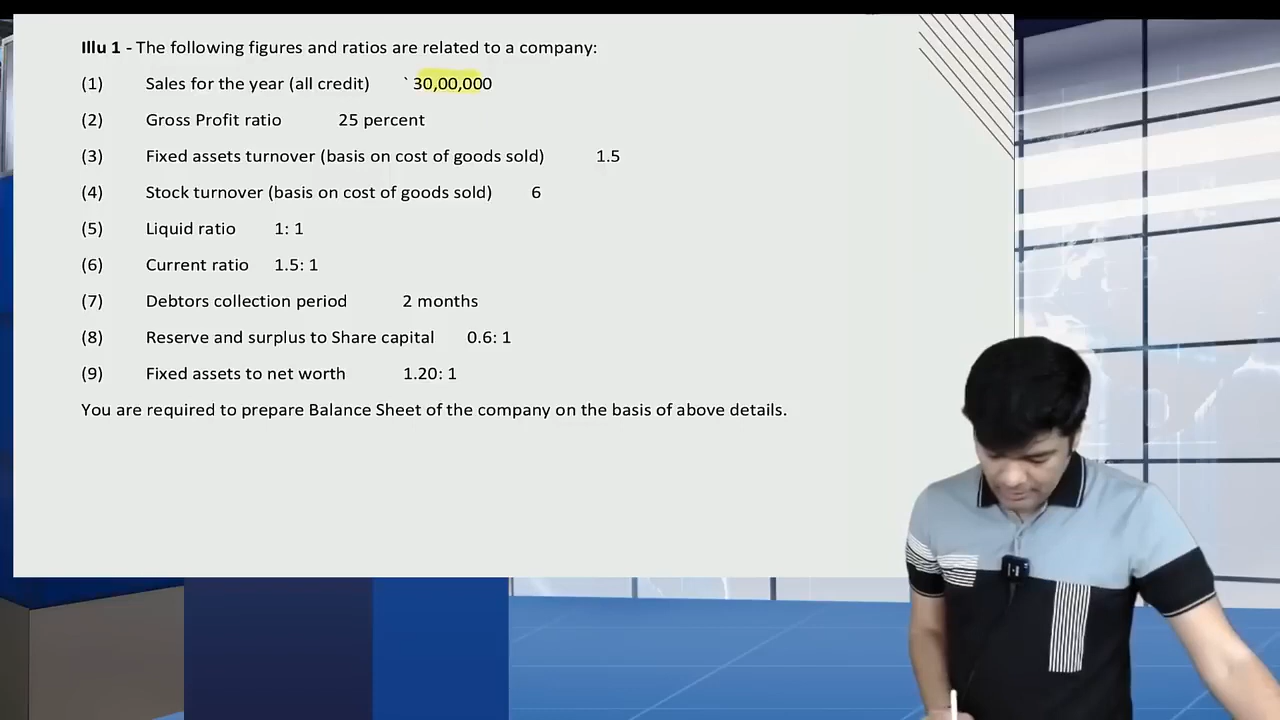 Illu 1 - The following figures and ratios are related to a company:
(1) Sales for the year (all credit) ` 30,00,000
(2) Gross Profit ratio 25 percent
(3) Fixed assets turnover (basis on cost of goods sold) 1.5
(4) Stock turnover (basis on cost of goods sold) 6
(5) Liquid ratio 1: 1
(6) Current ratio 1.5: 1
(7) Debtors collection period 2 months
(8) Reserve and surplus to Share capital 0.6: 1
(9) Fixed assets to net worth 1.20: 1
You are required to prepare Balance Sheet of the company on the basis of above details.